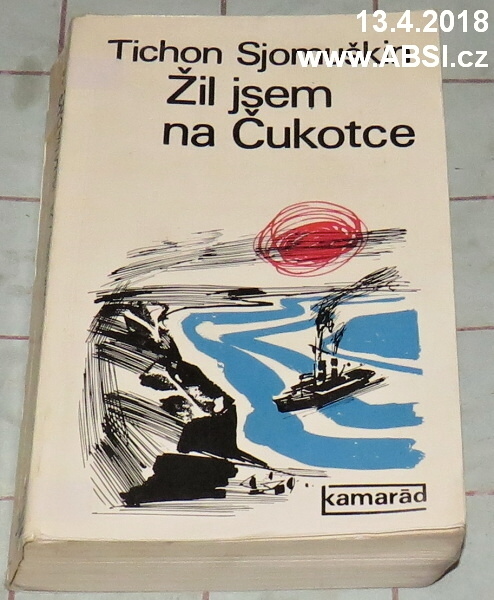 13.4.2018
www.ABSI.cz
Tichon Sjomuškin
Žil jsem
na Čukotce
kamarád